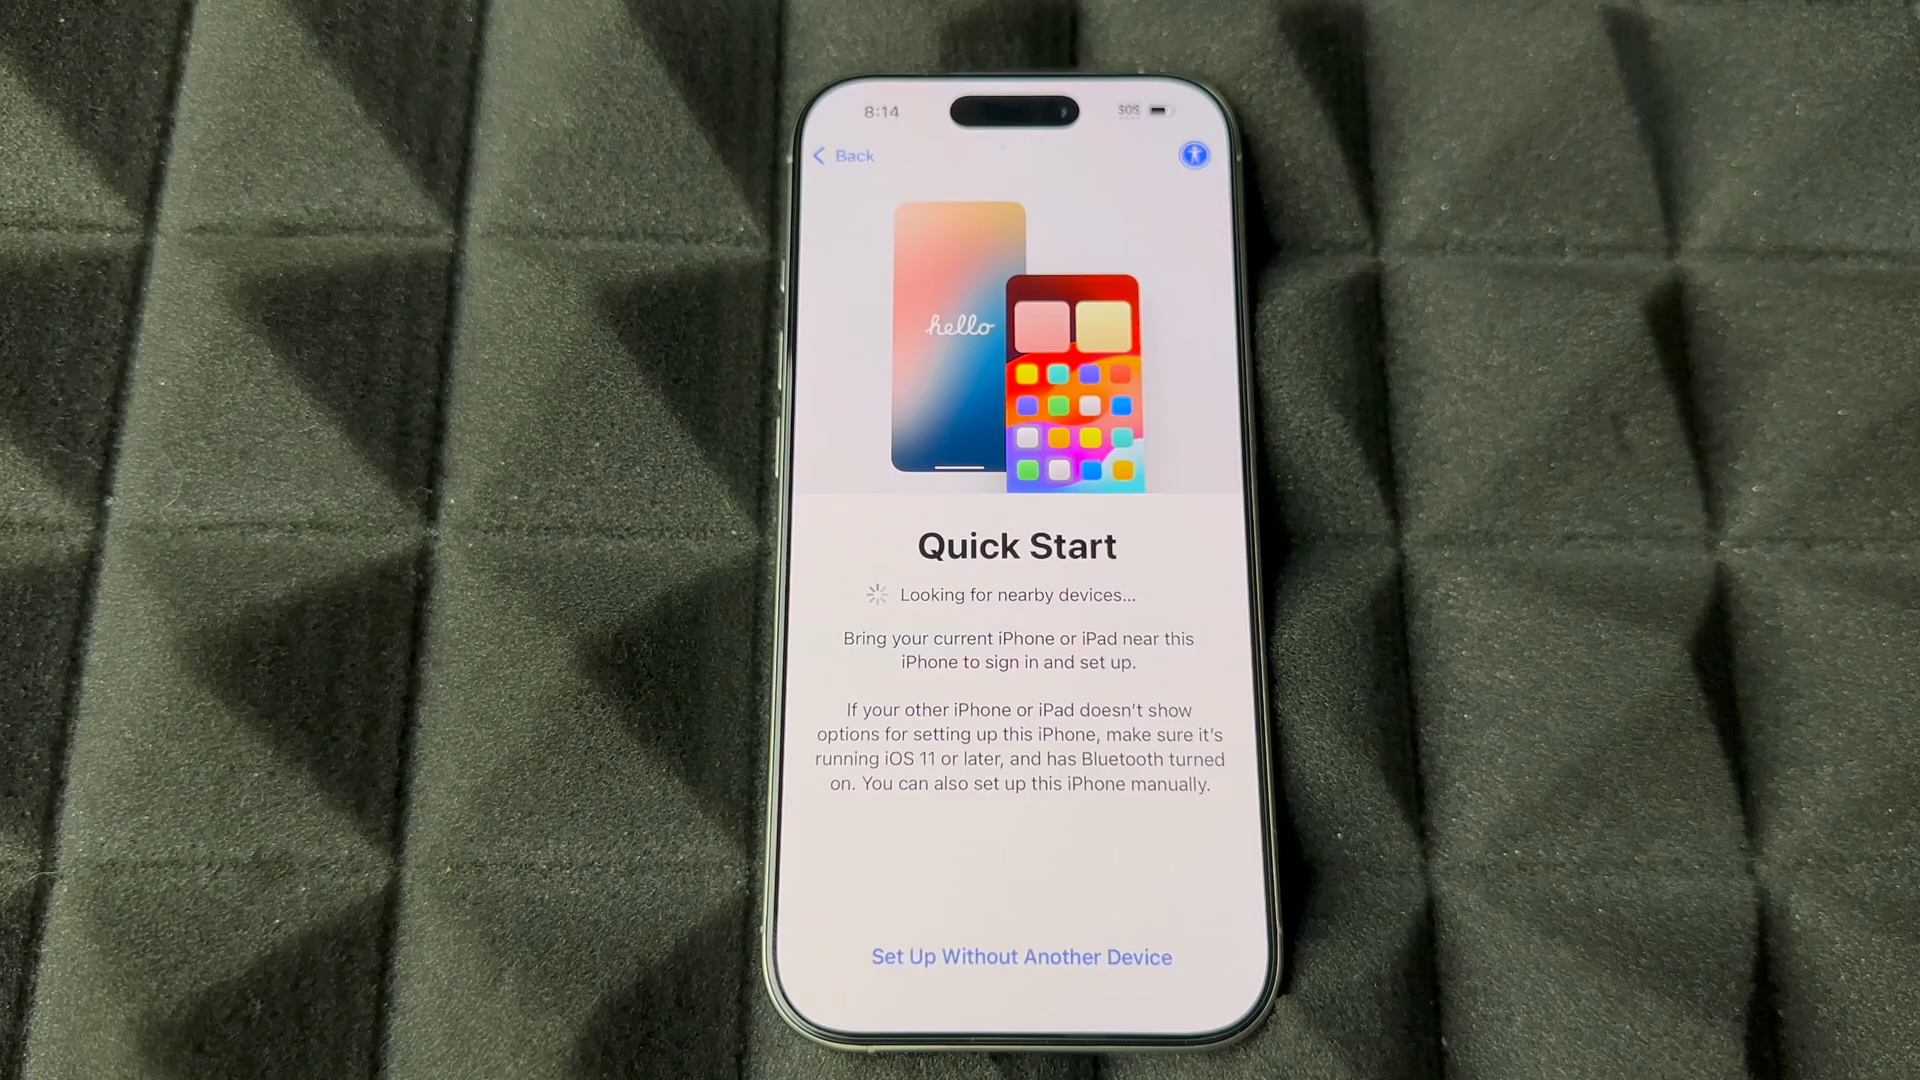 8:14
SOS
Back
hello
Quick Start
Looking for nearby devices...
Bring your current iPhone or iPad near this
iPhone to sign in and set up.
If your other iPhone or iPad doesn't show
options for setting up this iPhone, make sure it's
running iOS 11 or later, and has Bluetooth turned
on. You can also set up this iPhone manually.
Set Up Without Another Device